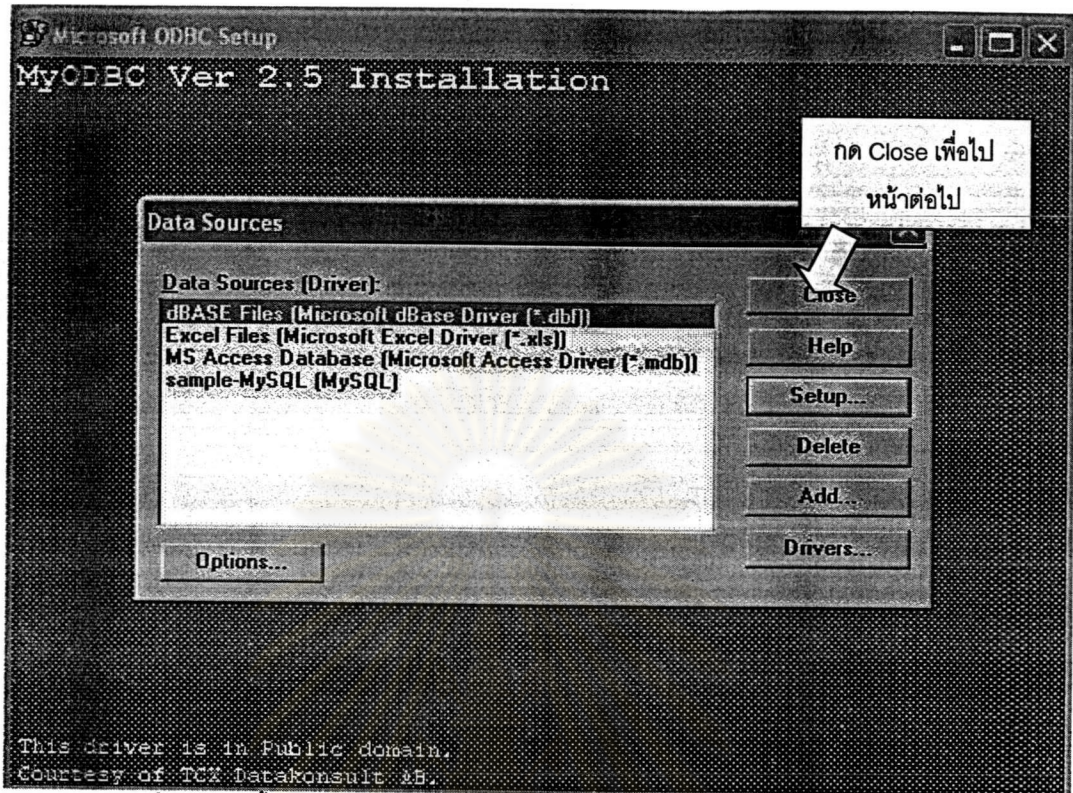 Microsoft ODBC Setup
MyODBC Ver 2.5 Installation
กด Close เพื่อไป
หน้าต่อไป
Data Sources
Data Sources (Driver):
dBASE Files (Microsoft dBase Driver (*.dbf))
Excel Files (Microsoft Excel Driver (*.xls))
MS Access Database (Microsoft Access Driver (*.mdb))
sample-MySQL (MySQL)
Close
Help
Setup...
Delete
Add...
Drivers...
Options...
This driver is in Public domain.
Courtesy of TCX Datakonsult AB.